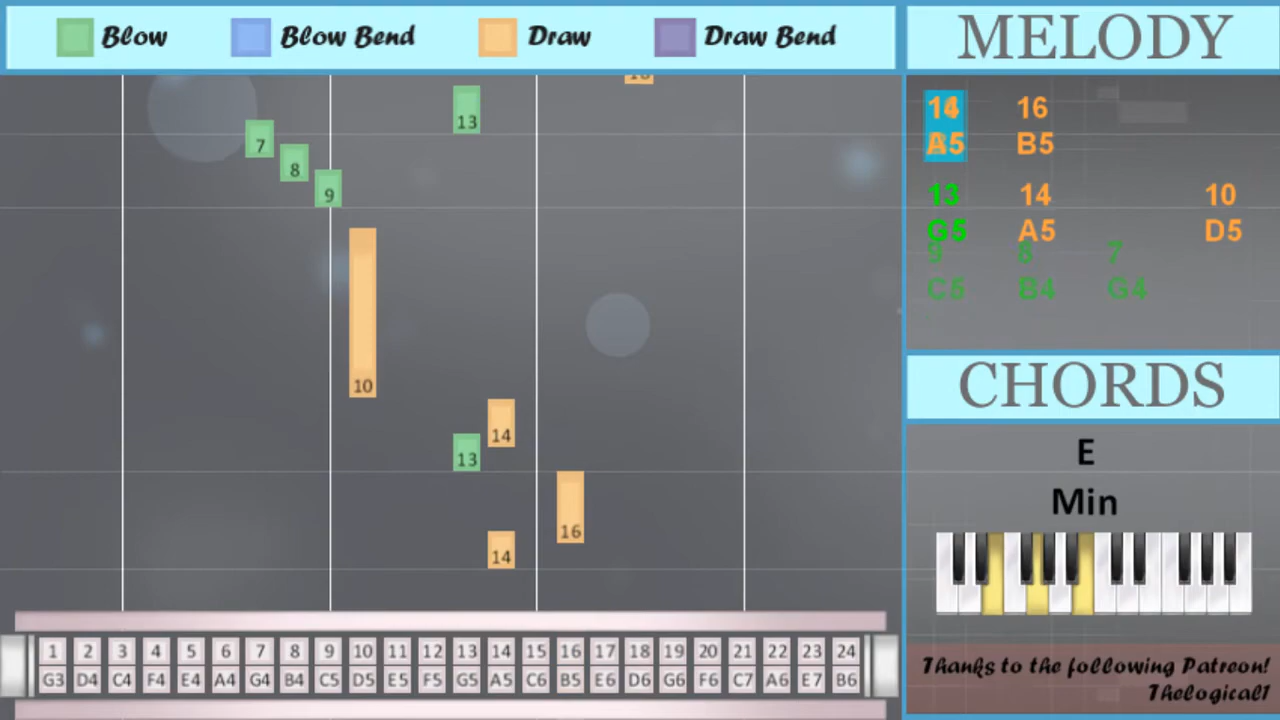 Blow Blow Bend Draw Draw Bend
MELODY
13
7
8
9
10
14
13
16
14
14 16
A5 B5
13 14 10
G5 A5 D5
9 8 7
C5 B4 G4
CHORDS
E
Min
1 2 3 4 5 6 7 8 9 10 11 12 13 14 15 16 17 18 19 20 21 22 23 24
G3 D4 C4 F4 E4 A4 G4 B4 C5 D5 E5 F5 G5 A5 C6 B5 E6 D6 G6 F6 C7 A6 E7 B6
Thanks to the following Patreon!
Thelogical1